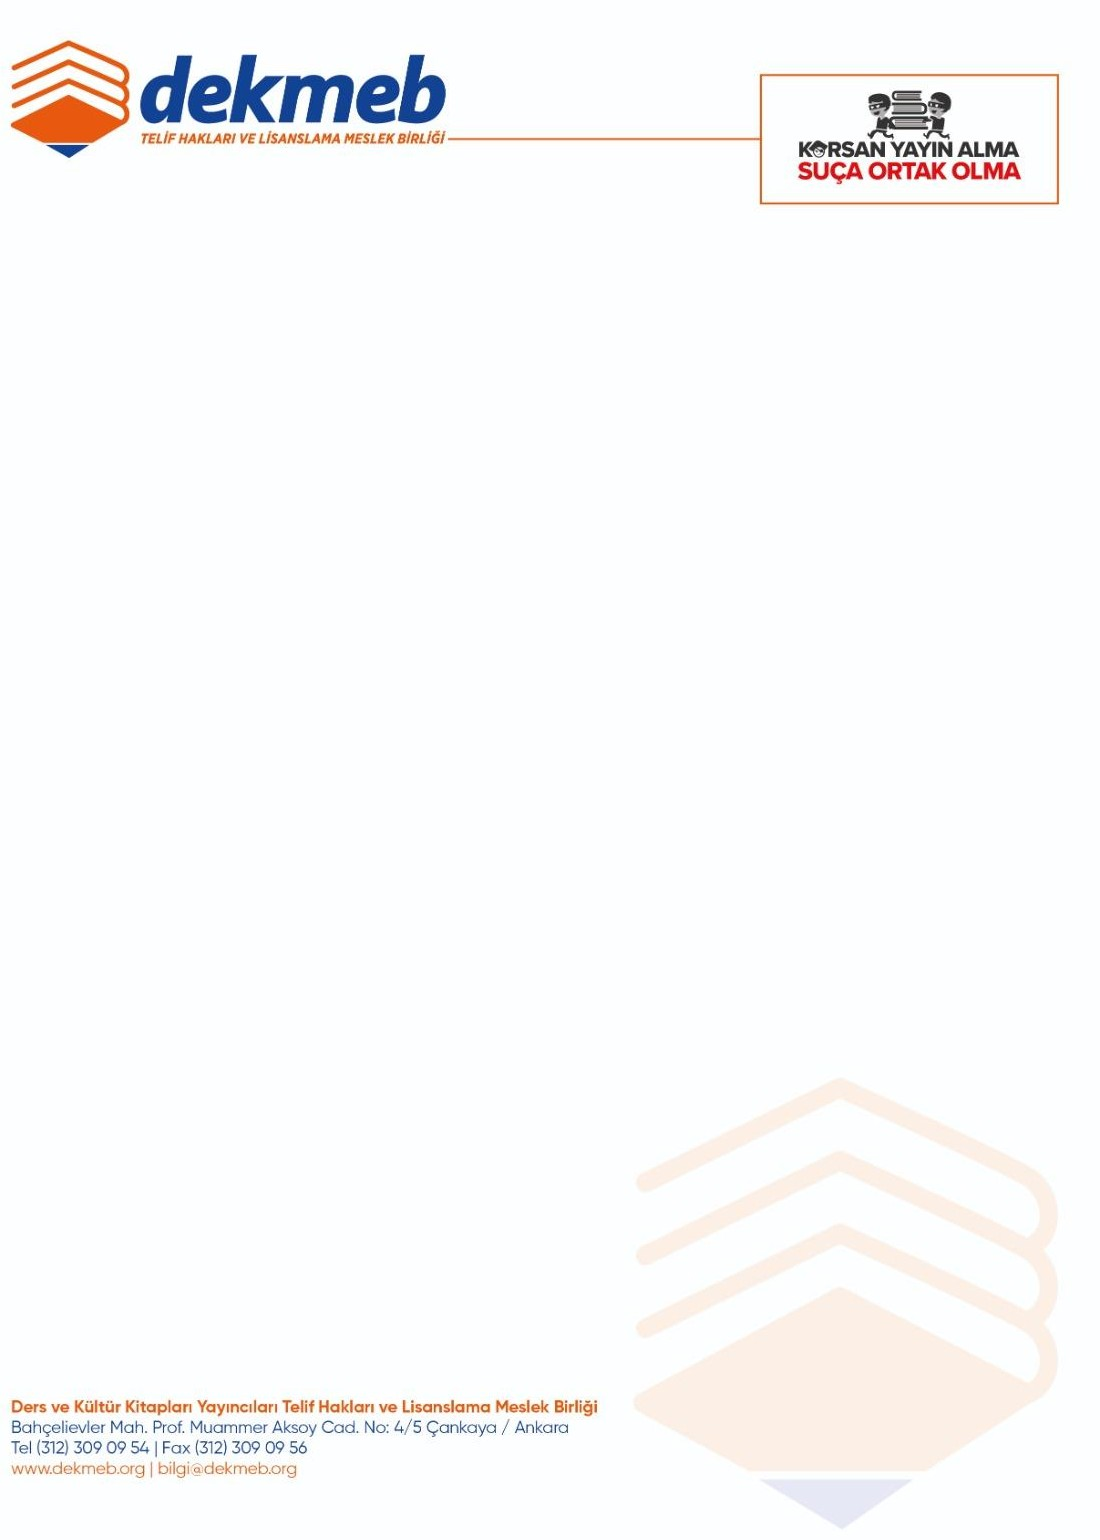 dekmeb
TELİF HAKLARI VE LİSANSLAMA MESLEK BİRLİĞİ
KORSAN YAYIN ALMA
SUÇA ORTAK OLMA
Ders ve Kültür Kitapları Yayıncıları Telif Hakları ve Lisanslama Meslek Birliği
Bahçelievler Mah. Prof. Muammer Aksoy Cad. No: 4/5 Çankaya / Ankara
Tel (312) 309 09 54 | Fax (312) 309 09 56
www.dekmeb.org | bilgi@dekmeb.org